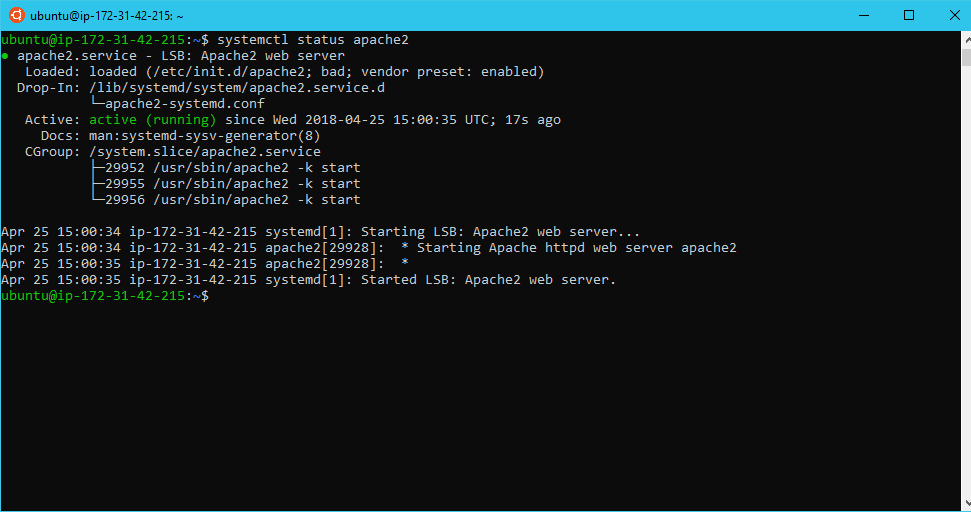 ubuntu@ip-172-31-42-215: ~
ubuntu@ip-172-31-42-215:~$ systemctl status apache2
● apache2.service - LSB: Apache2 web server
   Loaded: loaded (/etc/init.d/apache2; bad; vendor preset: enabled)
  Drop-In: /lib/systemd/system/apache2.service.d
           └─apache2-systemd.conf
   Active: active (running) since Wed 2018-04-25 15:00:35 UTC; 17s ago
     Docs: man:systemd-sysv-generator(8)
   CGroup: /system.slice/apache2.service
           ├─29952 /usr/sbin/apache2 -k start
           ├─29955 /usr/sbin/apache2 -k start
           └─29956 /usr/sbin/apache2 -k start

Apr 25 15:00:34 ip-172-31-42-215 systemd[1]: Starting LSB: Apache2 web server...
Apr 25 15:00:34 ip-172-31-42-215 apache2[29928]:  * Starting Apache httpd web server apache2
Apr 25 15:00:35 ip-172-31-42-215 apache2[29928]:  *
Apr 25 15:00:35 ip-172-31-42-215 systemd[1]: Started LSB: Apache2 web server.
ubuntu@ip-172-31-42-215:~$